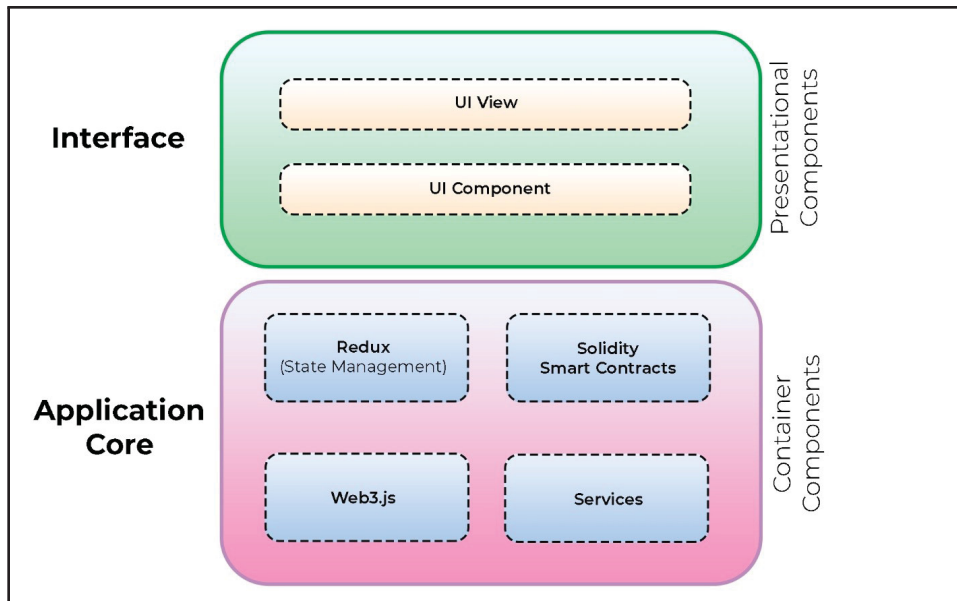 Interface
UI View
UI Component
Presentational
Components
Application
Core
Redux
(State Management)
Solidity
Smart Contracts
Web3.js
Services
Container
Components